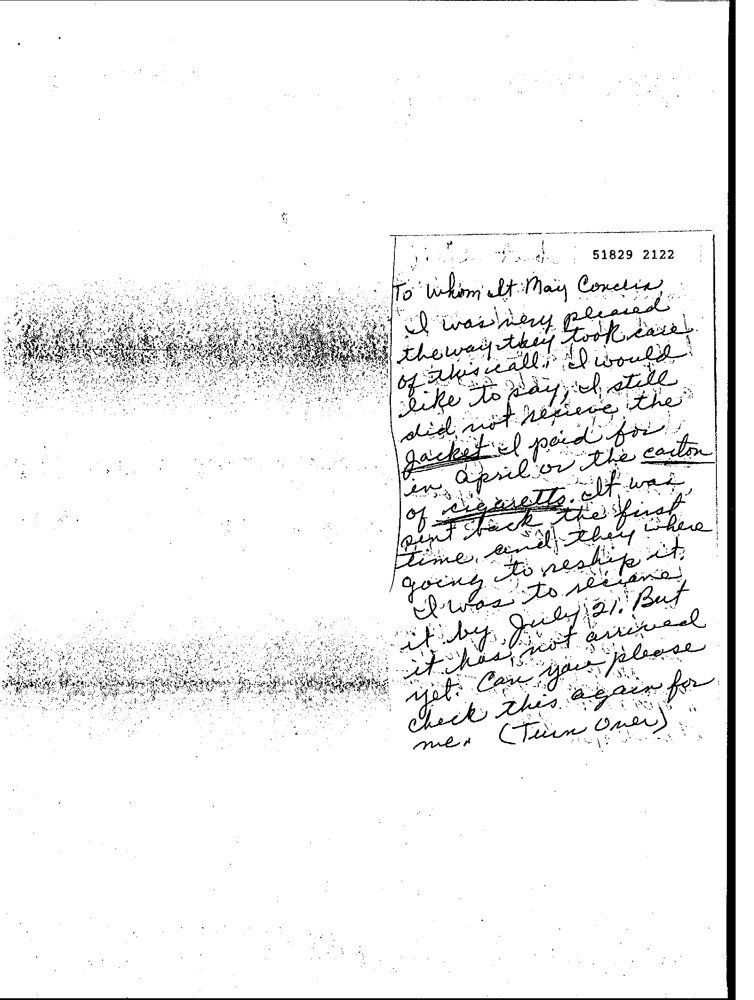 51829 2122
To Whom It May Concern
I was very pleased
the way they took care
of this call. I would
like to say, I still
did not recieve the
Jacket I paid for
in April or the carton
of cigaretts. It was
sent back the first
time and they where
going to reship it.
I was to recieve
it by July 21. But
it has not arrived
yet. Can you please
check this again for
me. (Turn Over)